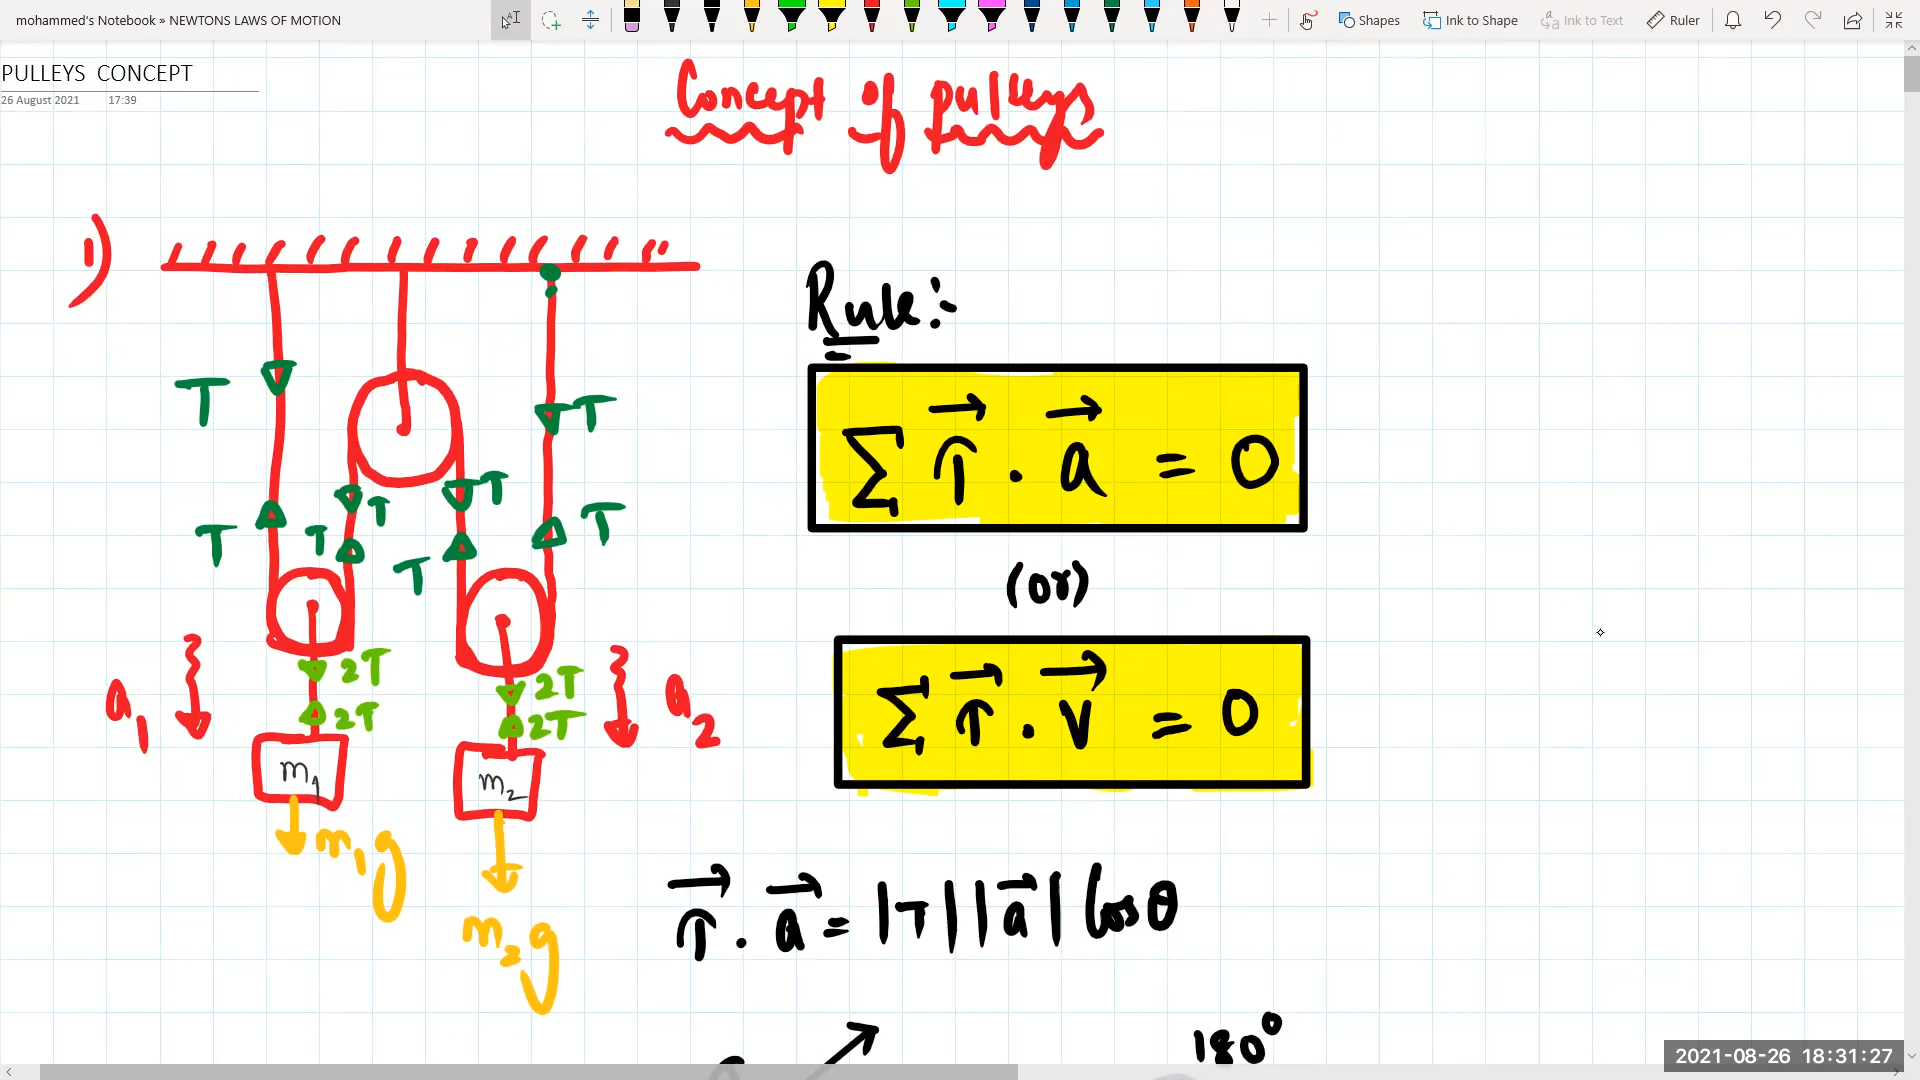 mohammed's Notebook » NEWTONS LAWS OF MOTION
Shapes
Ink to Shape
Ink to Text
Ruler
PULLEYS CONCEPT
26 August 2021 17:39
Concept of pulleys
1)
Rule:-
T
T
T
T
T
T
T
T
Σ T . a = 0
(or)
2T
2T
2T
2T
a1
a2
Σ T . v = 0
m1
m2
m1g
m2g
T . a = |T| |a| Cos θ
180°
2021-08-26 18:31:27